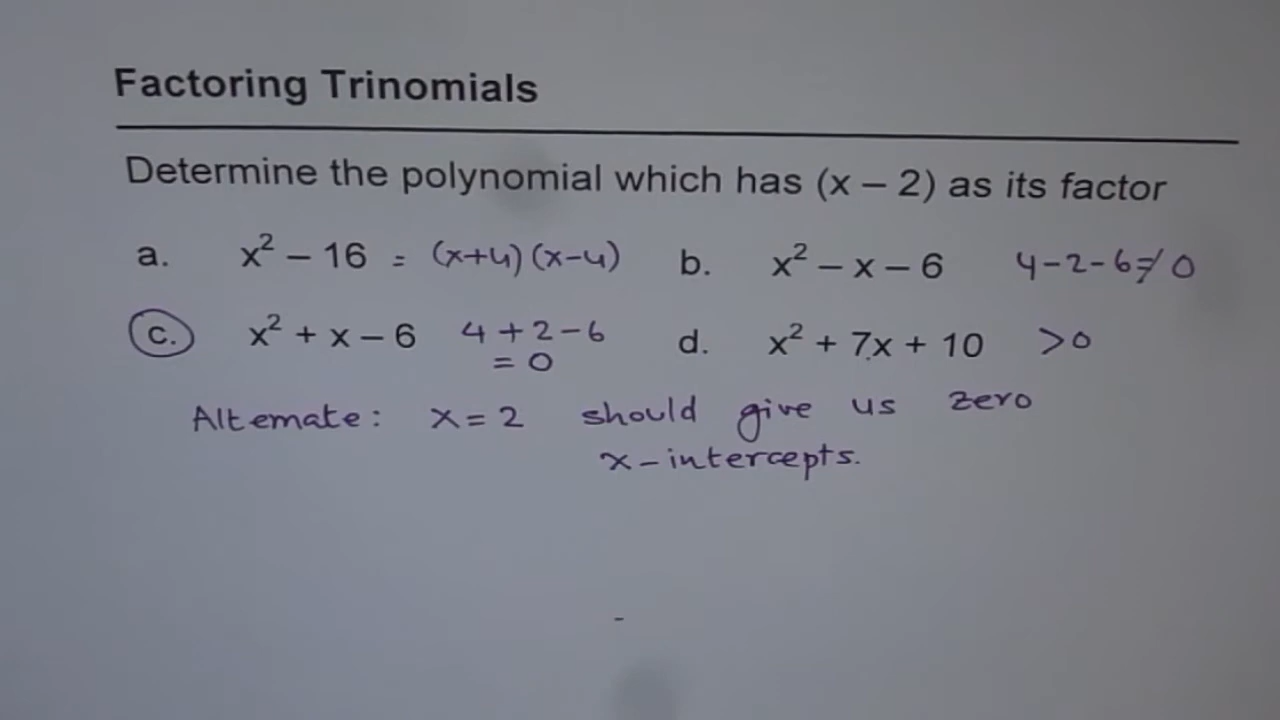 Factoring Trinomials
Determine the polynomial which has (x – 2) as its factor
a. x² – 16 = (x+4)(x-4) b. x² – x – 6 4-2-6≠0
c. x² + x – 6 4+2-6 d. x² + 7x + 10 >0
= 0
Alternate: x=2 should give us zero
x-intercepts.